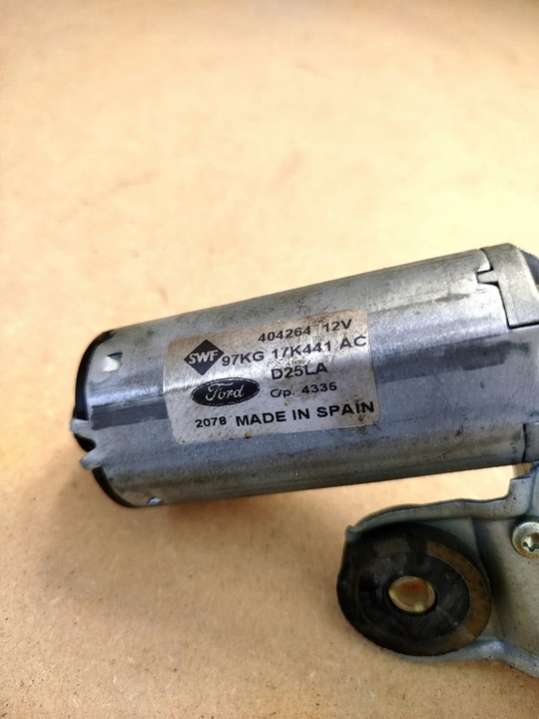 404264 12V
SWF 97KG 17K441 AC
D25LA
Ford Op. 4335
2078 MADE IN SPAIN